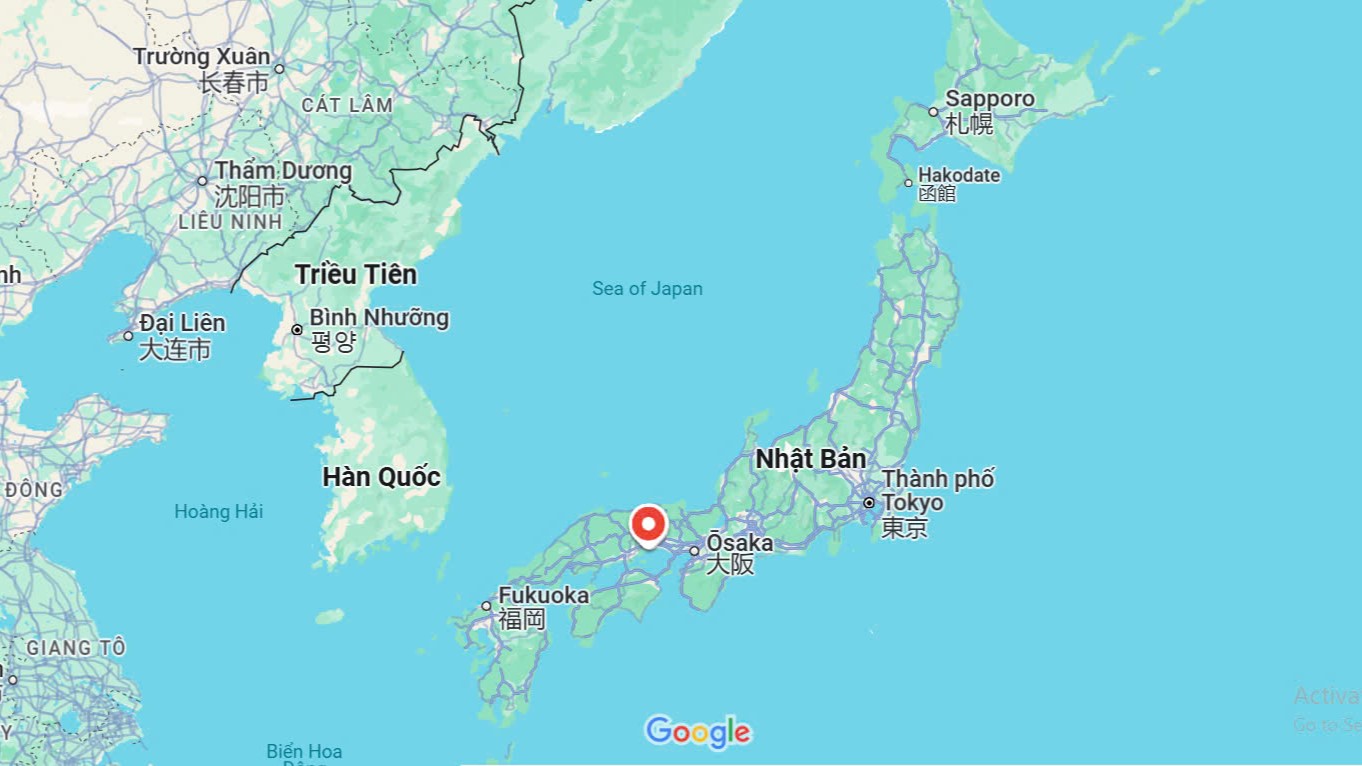 Trường Xuân
长春市
CÁT LÂM
Sapporo
札幌
Thẩm Dương
沈阳市
LIÊU NINH
Hakodate
函館
nh
Triều Tiên
Sea of Japan
Bình Nhưỡng
평양
Đại Liên
大连市
Nhật Bản
Hàn Quốc
Thành phố
Tokyo
東京
ĐÔNG
Hoàng Hải
Ōsaka
大阪
Fukuoka
福岡
GIANG TÔ
Y
Activa
Go to Se
Google
Biển Hoa
Đông